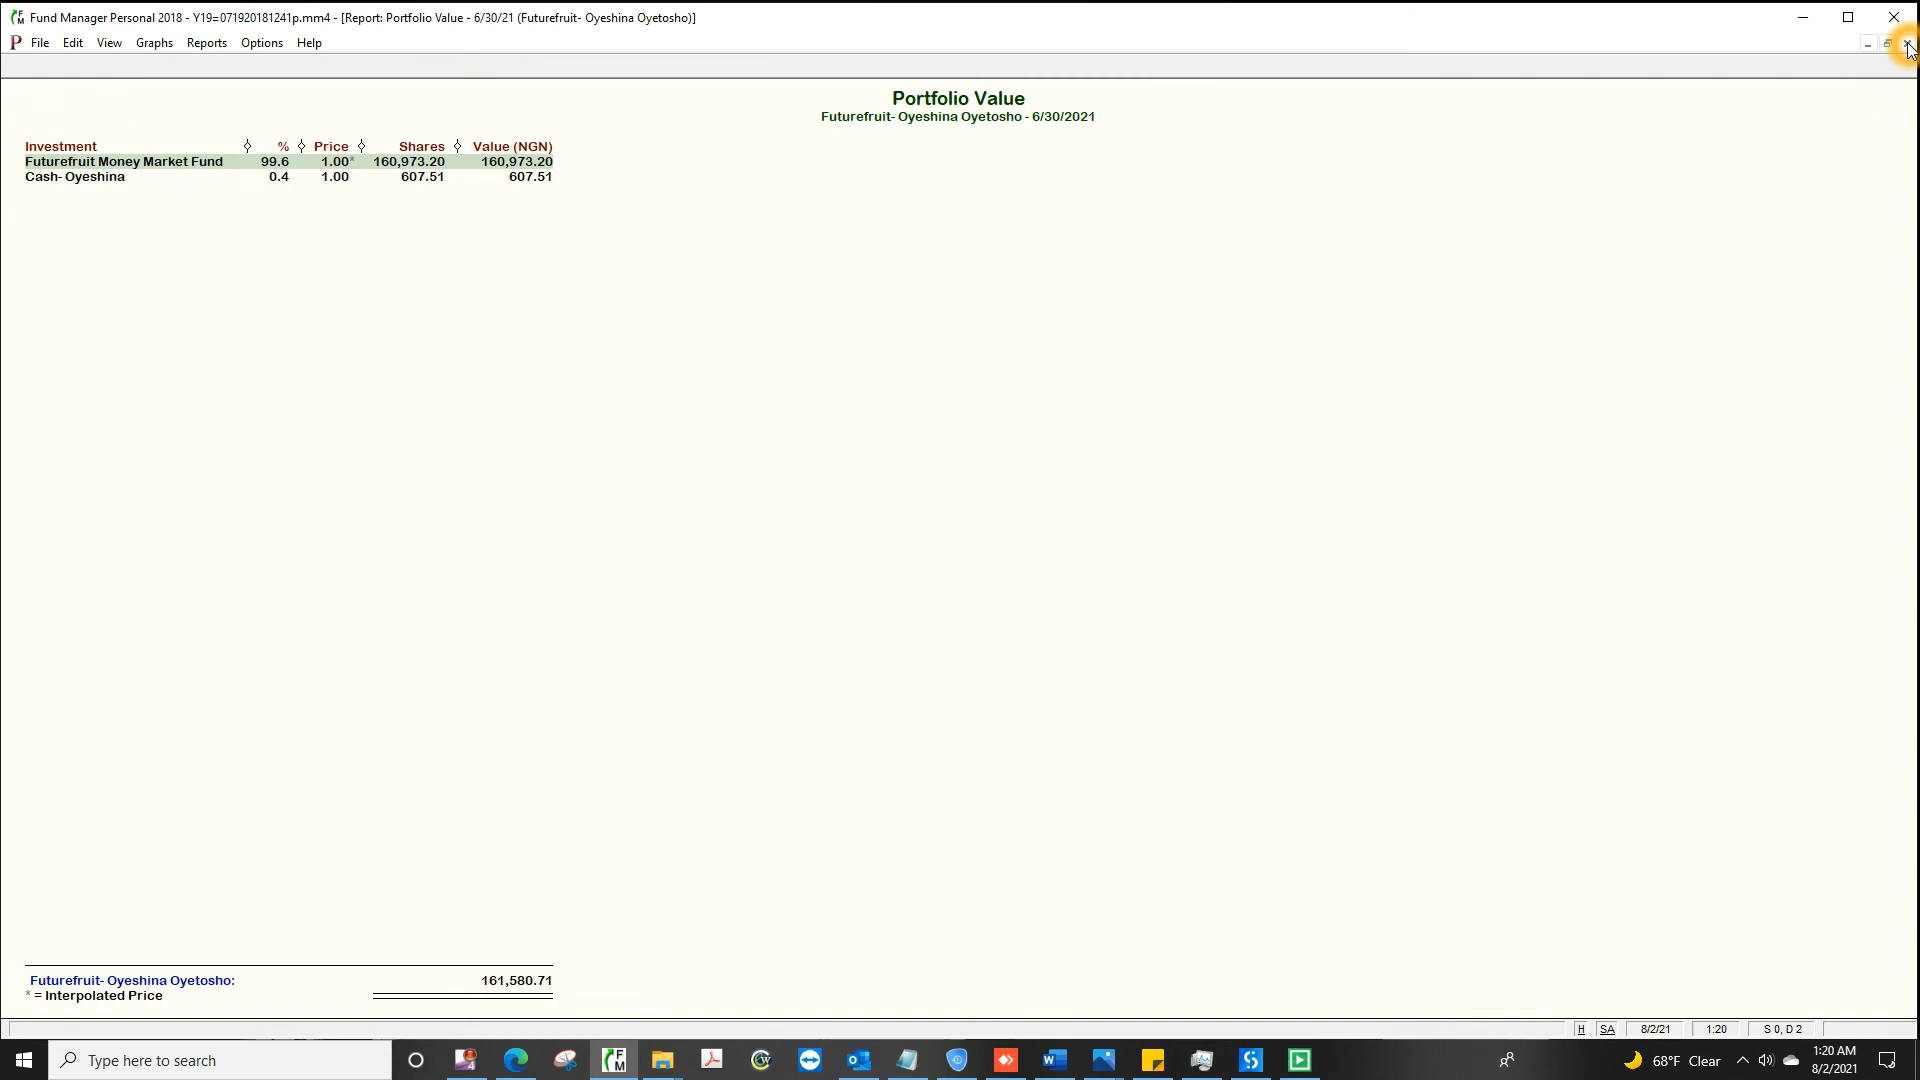 Fund Manager Personal 2018 - Y19=071920181241p.mm4 - [Report: Portfolio Value - 6/30/21 (Futurefruit- Oyeshina Oyetosho)]
P File Edit View Graphs Reports Options Help
Portfolio Value
Futurefruit- Oyeshina Oyetosho - 6/30/2021
Investment % Price Shares Value (NGN)
Futurefruit Money Market Fund 99.6 1.00* 160,973.20 160,973.20
Cash- Oyeshina 0.4 1.00 607.51 607.51
Futurefruit- Oyeshina Oyetosho: 161,580.71
* = Interpolated Price
H SA 8/2/21 1:20 S 0, D 2
Type here to search 68°F Clear 1:20 AM
8/2/2021